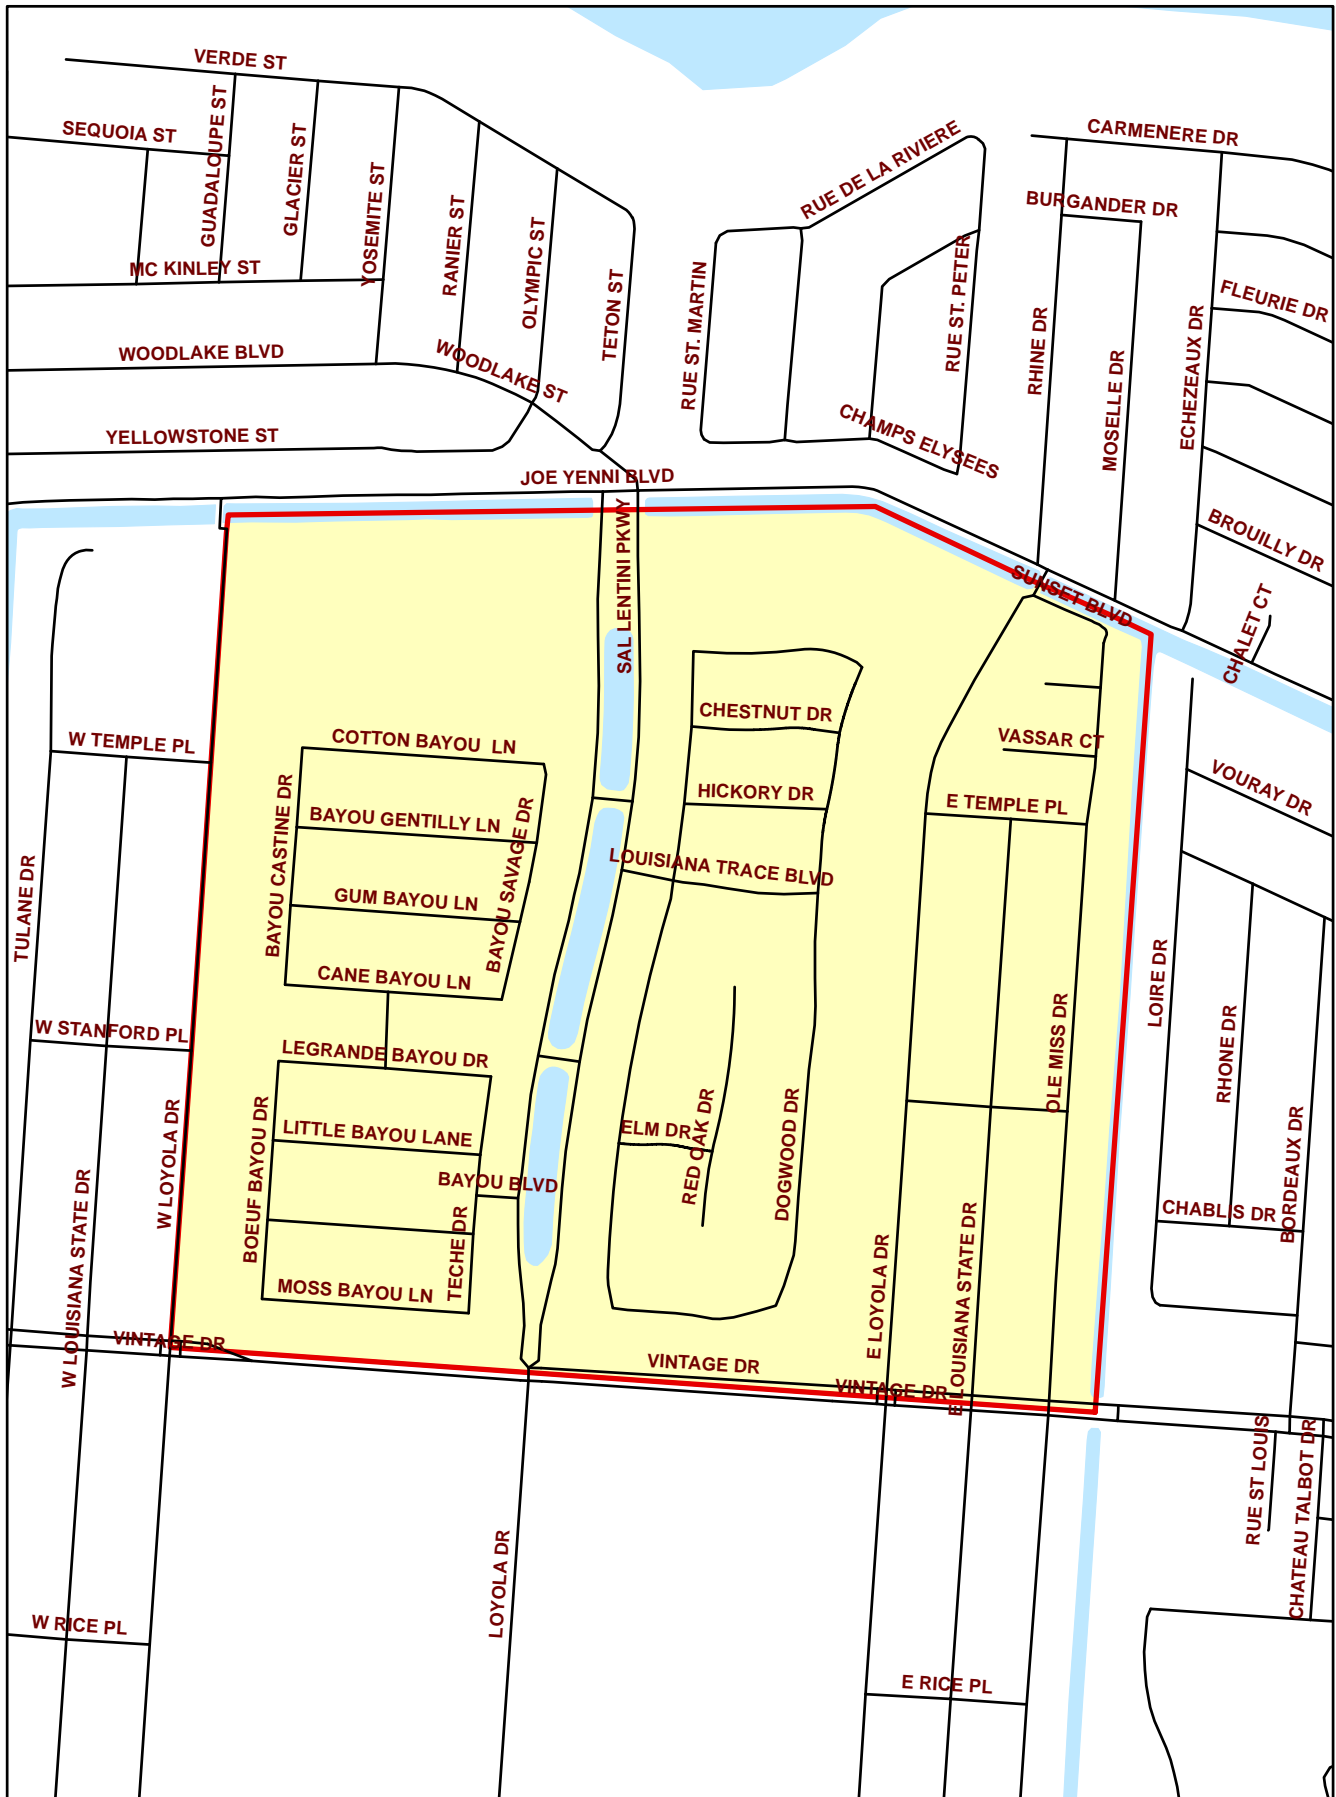 VERDE ST
SEQUOIA ST
GUADALOUPE ST
GLACIER ST
YOSEMITE ST
RANIER ST
OLYMPIC ST
TETON ST
MC KINLEY ST
WOODLAKE BLVD
WOODLAKE ST
YELLOWSTONE ST
JOE YENNI BLVD
RUE DE LA RIVIERE
RUE ST. MARTIN
RUE ST. PETER
CHAMPS ELYSEES
CARMENERE DR
BURGANDER DR
RHINE DR
MOSELLE DR
ECHEZEAUX DR
FLEURIE DR
BROUILLY DR
CHALET CT
SUNSET BLVD
SAL LENTINI PKWY
W TEMPLE PL
TULANE DR
W STANFORD PL
W LOUISIANA STATE DR
W LOYOLA DR
COTTON BAYOU LN
BAYOU CASTINE DR
BAYOU GENTILLY LN
BAYOU SAVAGE DR
GUM BAYOU LN
CANE BAYOU LN
LEGRANDE BAYOU DR
LITTLE BAYOU LANE
BOEUF BAYOU DR
BAYOU BLVD
TECHE DR
MOSS BAYOU LN
CHESTNUT DR
HICKORY DR
LOUISIANA TRACE BLVD
ELM DR
RED OAK DR
DOGWOOD DR
VASSAR CT
E TEMPLE PL
OLE MISS DR
E LOYOLA DR
E LOUISIANA STATE DR
VOURAY DR
LOIRE DR
RHONE DR
BORDEAUX DR
CHABLIS DR
VINTAGE DR
VINTAGE DR
VINTAGE DR
RUE ST LOUIS
CHATEAU TALBOT DR
LOYOLA DR
W RICE PL
E RICE PL